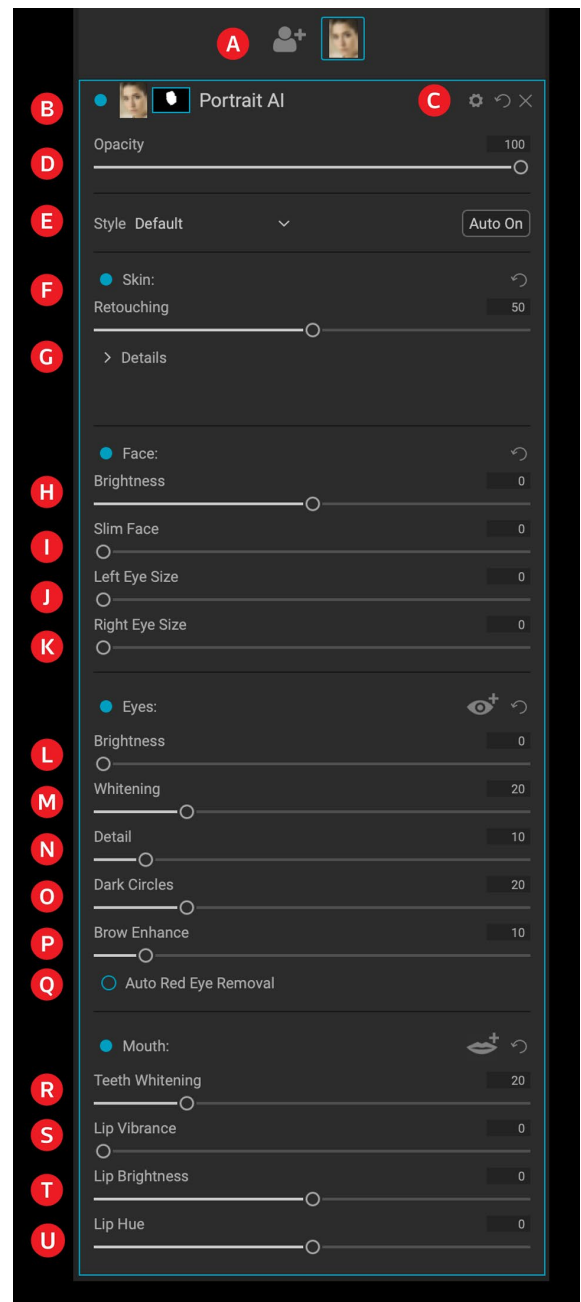 A
B Portrait AI C
Opacity 100
D
E Style Default Auto On
Skin:
F
Retouching 50
G Details
Face:
Brightness 0
H
Slim Face 0
I
Left Eye Size 0
J
Right Eye Size 0
K
Eyes:
Brightness 0
L
Whitening 20
M
Detail 10
N
Dark Circles 20
O
Brow Enhance 10
P
Q Auto Red Eye Removal
Mouth:
Teeth Whitening 20
R
Lip Vibrance 0
S
Lip Brightness 0
T
Lip Hue 0
U